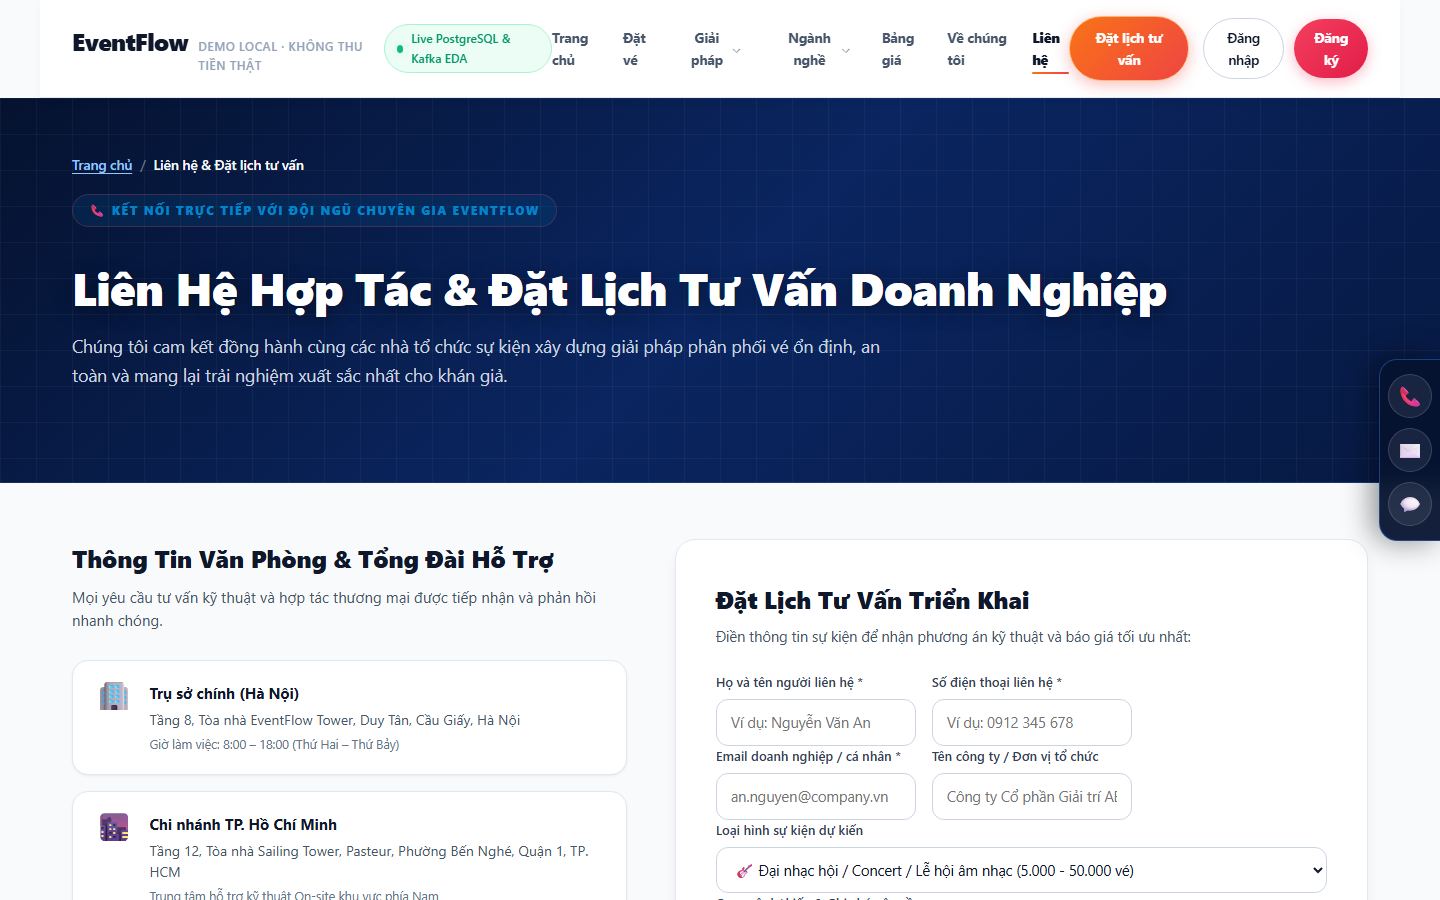 EventFlow
DEMO LOCAL · KHÔNG THU
TIỀN THẬT
Live PostgreSQL &
Kafka EDA
Trang
chủ
Đặt
vé
Giải
pháp
Ngành
nghề
Bảng
giá
Về chúng
tôi
Liên
hệ
Đặt lịch tư
vấn
Đăng
nhập
Đăng
ký
Trang chủ / Liên hệ & Đặt lịch tư vấn
KẾT NỐI TRỰC TIẾP VỚI ĐỘI NGŨ CHUYÊN GIA EVENTFLOW
Liên Hệ Hợp Tác & Đặt Lịch Tư Vấn Doanh Nghiệp
Chúng tôi cam kết đồng hành cùng các nhà tổ chức sự kiện xây dựng giải pháp phân phối vé ổn định, an
toàn và mang lại trải nghiệm xuất sắc nhất cho khán giả.
Thông Tin Văn Phòng & Tổng Đài Hỗ Trợ
Mọi yêu cầu tư vấn kỹ thuật và hợp tác thương mại được tiếp nhận và phản hồi
nhanh chóng.
Trụ sở chính (Hà Nội)
Tầng 8, Tòa nhà EventFlow Tower, Duy Tân, Cầu Giấy, Hà Nội
Giờ làm việc: 8:00 – 18:00 (Thứ Hai – Thứ Bảy)
Chi nhánh TP. Hồ Chí Minh
Tầng 12, Tòa nhà Sailing Tower, Pasteur, Phường Bến Nghé, Quận 1, TP.
HCM
Trung tâm hỗ trợ kỹ thuật On-site khu vực phía Nam
Đặt Lịch Tư Vấn Triển Khai
Điền thông tin sự kiện để nhận phương án kỹ thuật và báo giá tối ưu nhất:
Họ và tên người liên hệ *
Số điện thoại liên hệ *
Ví dụ: Nguyễn Văn An
Ví dụ: 0912 345 678
Email doanh nghiệp / cá nhân *
Tên công ty / Đơn vị tổ chức
an.nguyen@company.vn
Công ty Cổ phần Giải trí
Loại hình sự kiện dự kiến
Đại nhạc hội / Concert / Lễ hội âm nhạc (5.000 - 50.000 vé)